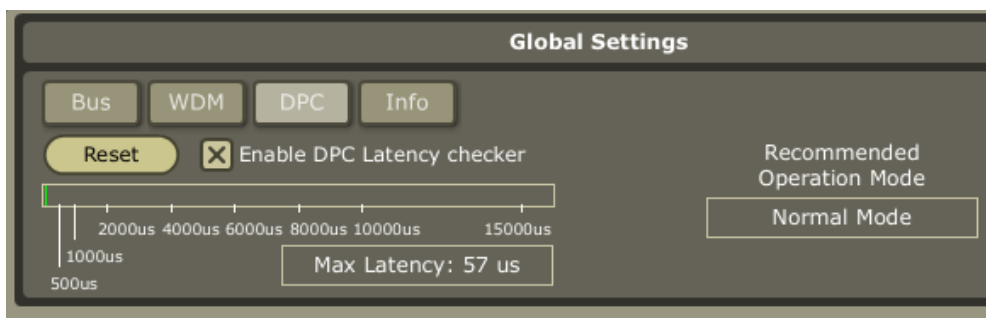 Global Settings
Bus WDM DPC Info
Reset Enable DPC Latency checker
Recommended
Operation Mode
Normal Mode
2000us 4000us 6000us 8000us 10000us 15000us
1000us
500us
Max Latency: 57 us